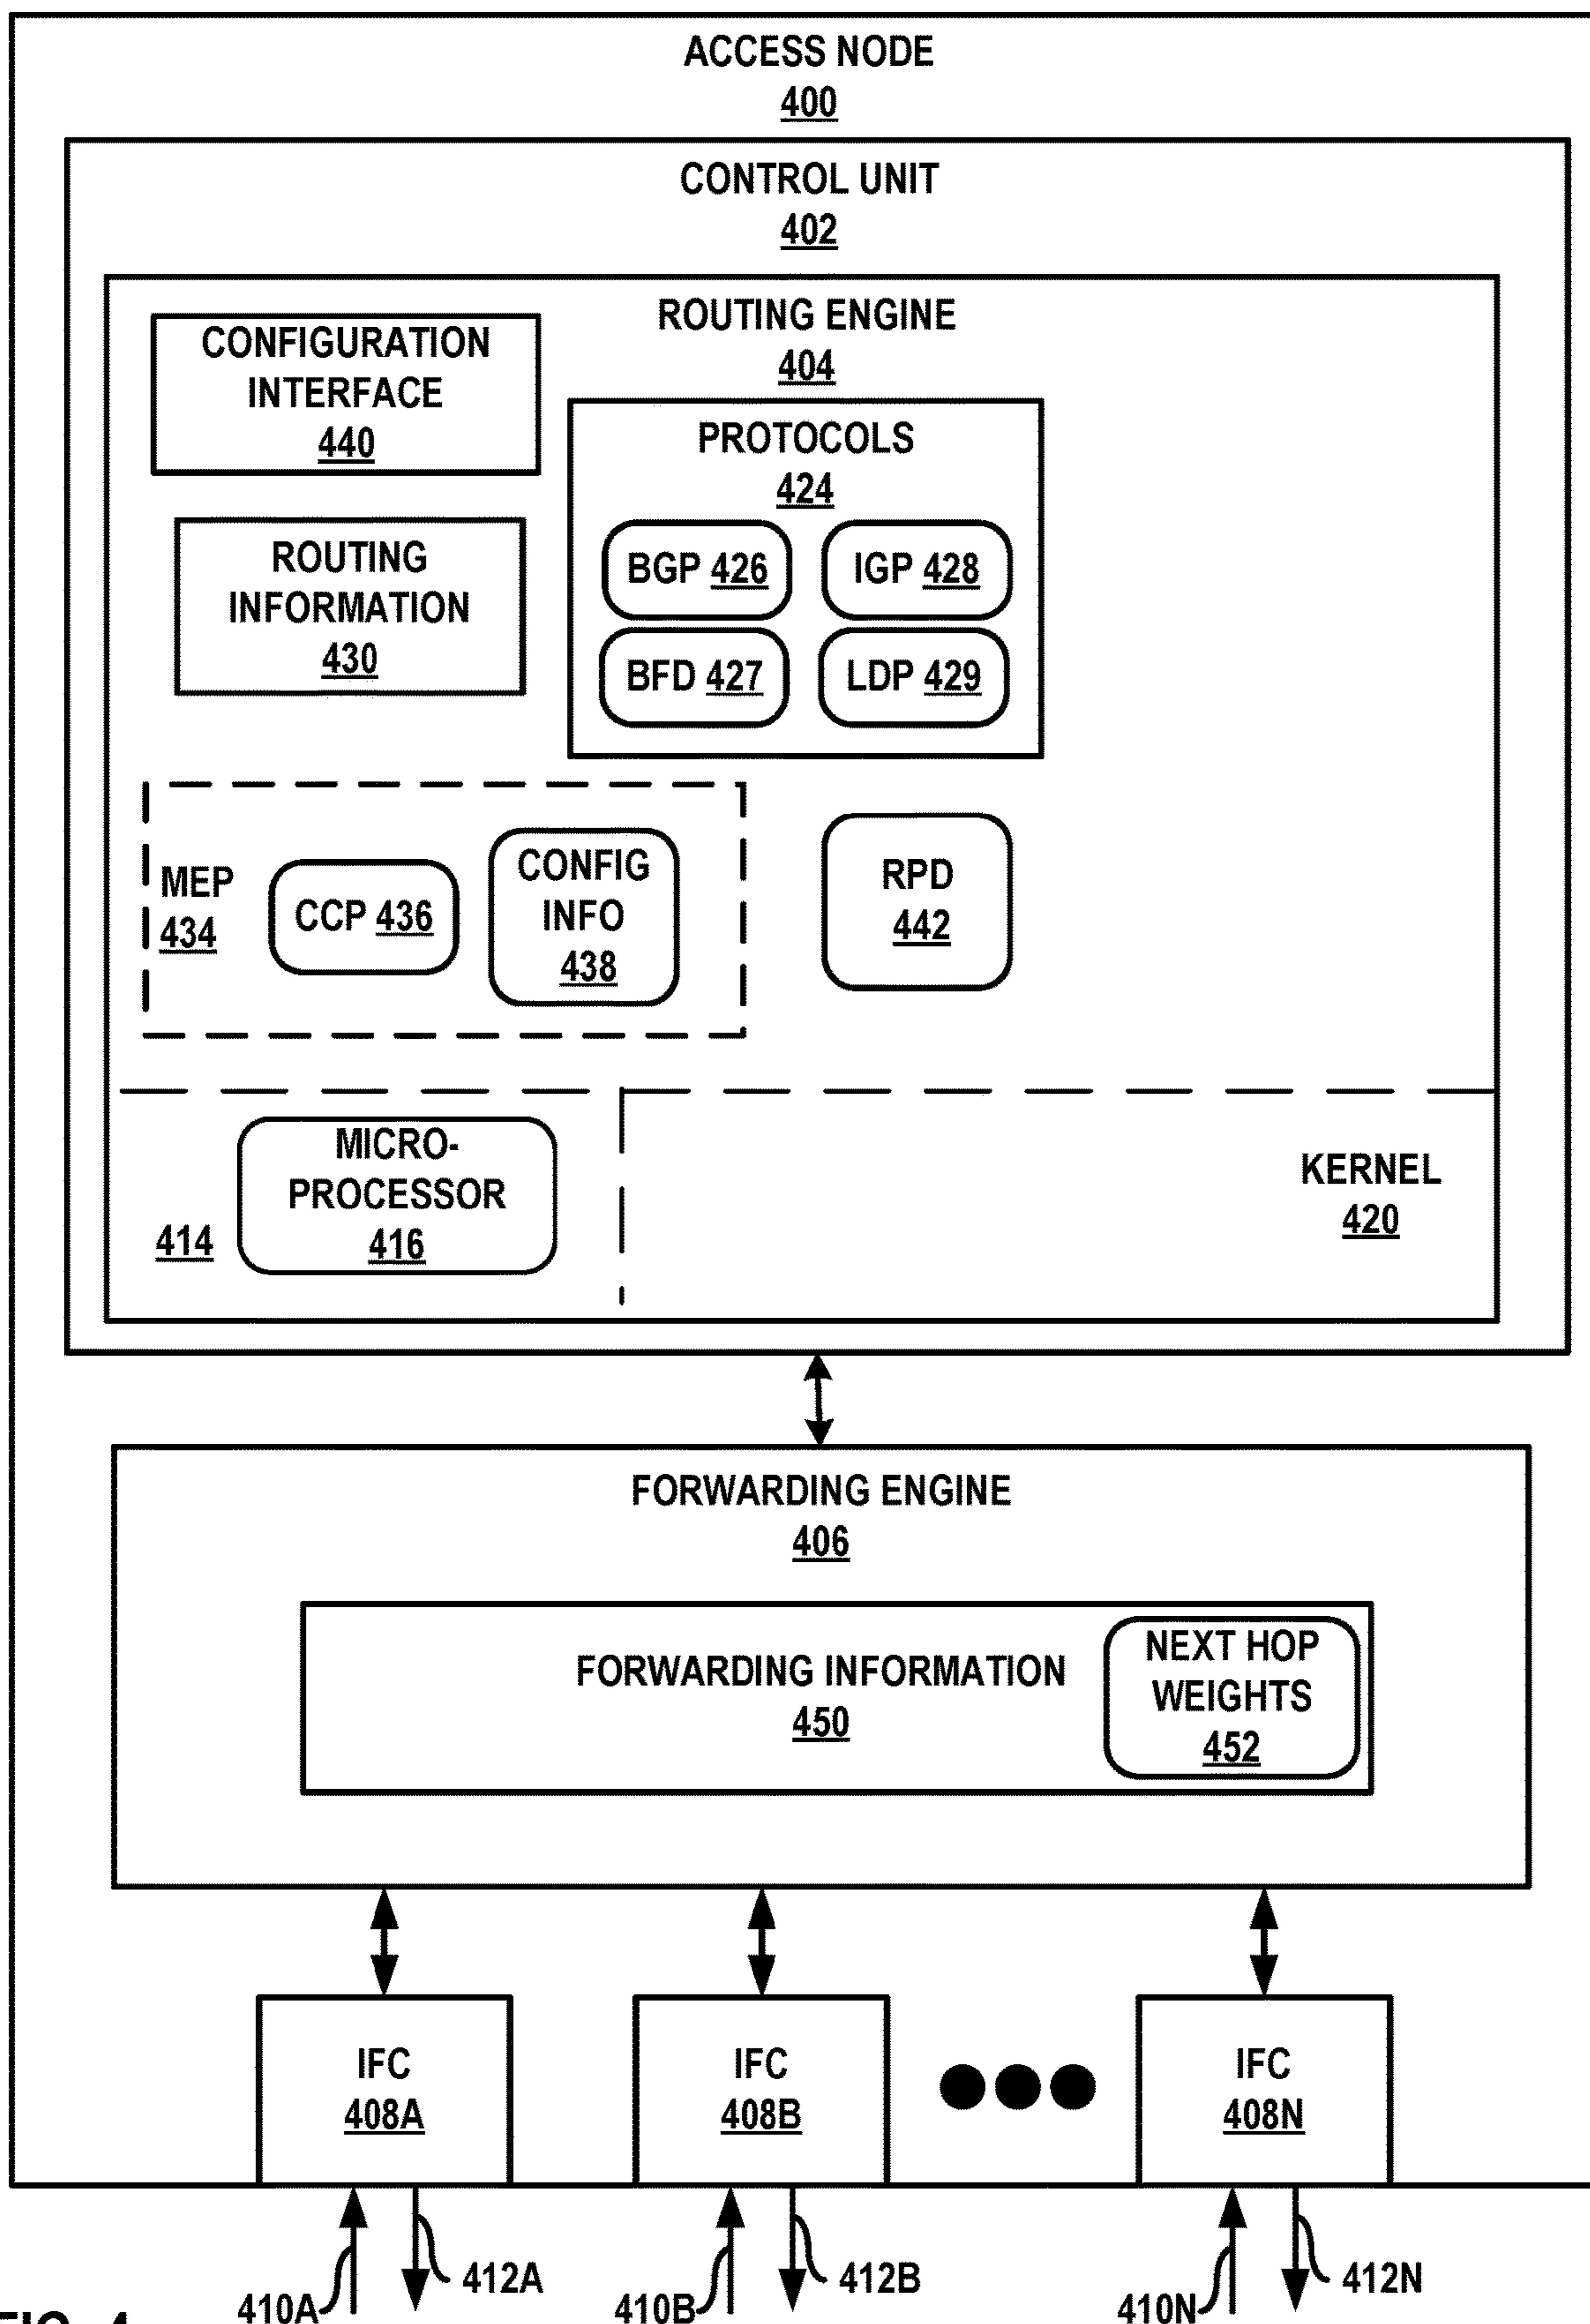 ACCESS NODE
400
CONTROL UNIT
402
ROUTING ENGINE
404
CONFIGURATION
INTERFACE
440
PROTOCOLS
424
BGP 426
IGP 428
BFD 427
LDP 429
ROUTING
INFORMATION
430
MEP
434
CCP 436
CONFIG
INFO
438
RPD
442
414
MICRO-
PROCESSOR
416
KERNEL
420
FORWARDING ENGINE
406
FORWARDING INFORMATION
450
NEXT HOP
WEIGHTS
452
IFC
408A
IFC
408B
IFC
408N
410A
412A
410B
412B
410N
412N